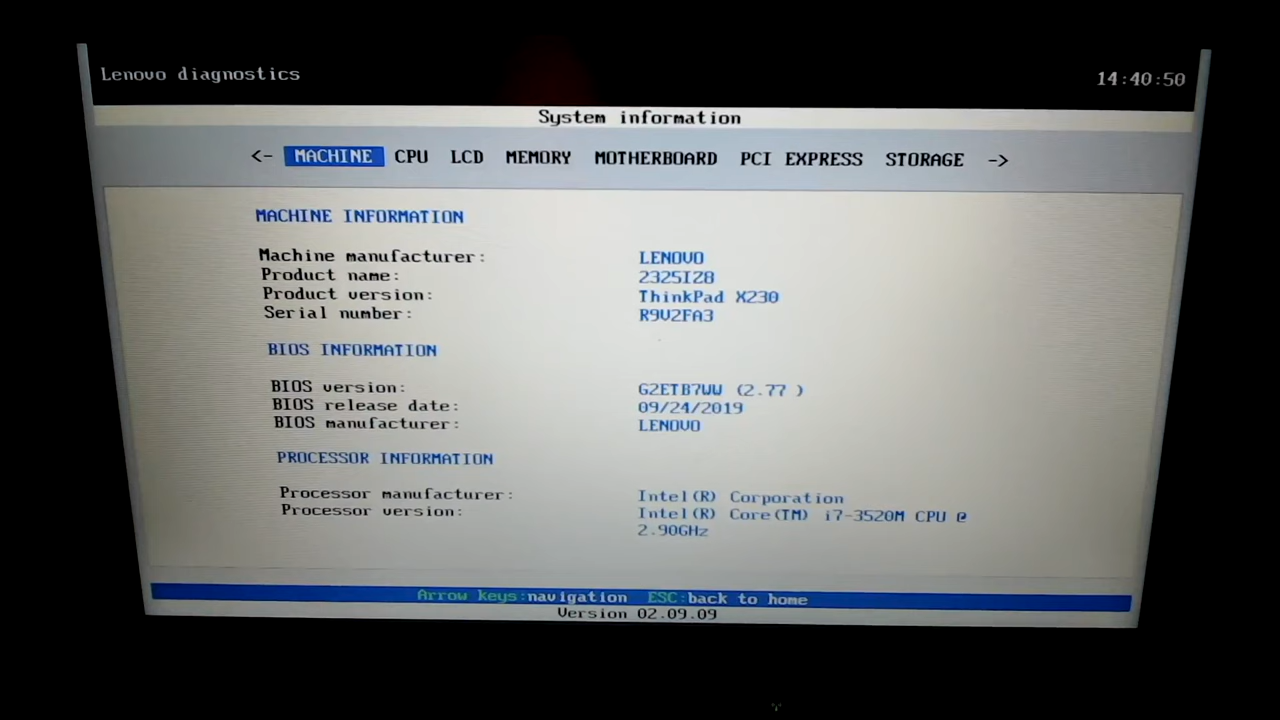 Lenovo diagnostics 14:40:50
System information
<- MACHINE CPU LCD MEMORY MOTHERBOARD PCI EXPRESS STORAGE ->
MACHINE INFORMATION
Machine manufacturer: LENOVO
Product name: 2325IZ8
Product version: ThinkPad X230
Serial number: R9V2FA3
BIOS INFORMATION
BIOS version: G2ETB7WW (2.77 )
BIOS release date: 09/24/2019
BIOS manufacturer: LENOVO
PROCESSOR INFORMATION
Processor manufacturer: Intel(R) Corporation
Processor version: Intel(R) Core(TM) i7-3520M CPU @
2.90GHz
Arrow keys:navigation ESC:back to home
Version 02.09.09